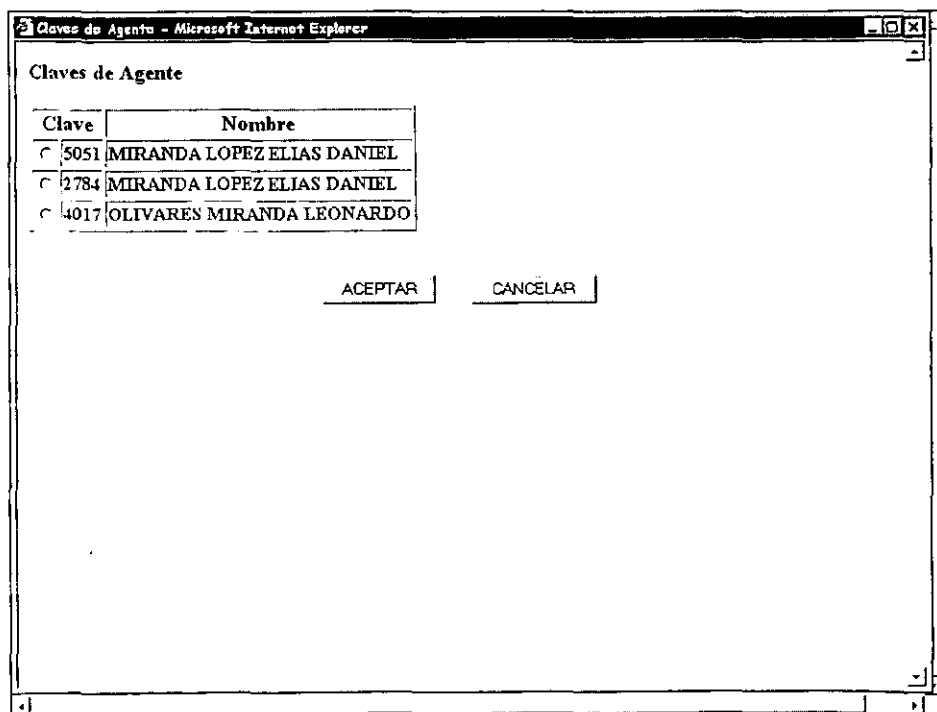 Claves de Agente - Microsoft Internet Explorer
Claves de Agente
Clave Nombre
5051 MIRANDA LOPEZ ELIAS DANIEL
2784 MIRANDA LOPEZ ELIAS DANIEL
4017 OLIVARES MIRANDA LEONARDO
ACEPTAR CANCELAR